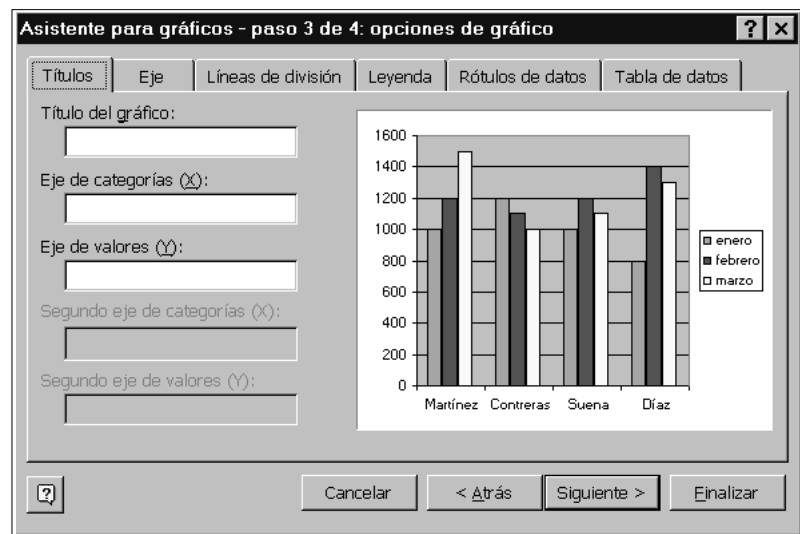 Asistente para gráficos - paso 3 de 4: opciones de gráfico
Títulos Eje Líneas de división Leyenda Rótulos de datos Tabla de datos
Título del gráfico:
Eje de categorías (X):
Eje de valores (Y):
Segundo eje de categorías (X):
Segundo eje de valores (Y):
1600
1400
1200
1000
800
600
400
200
0
Martínez Contreras Suena Díaz
enero
febrero
marzo
Cancelar < Atrás Siguiente > Finalizar